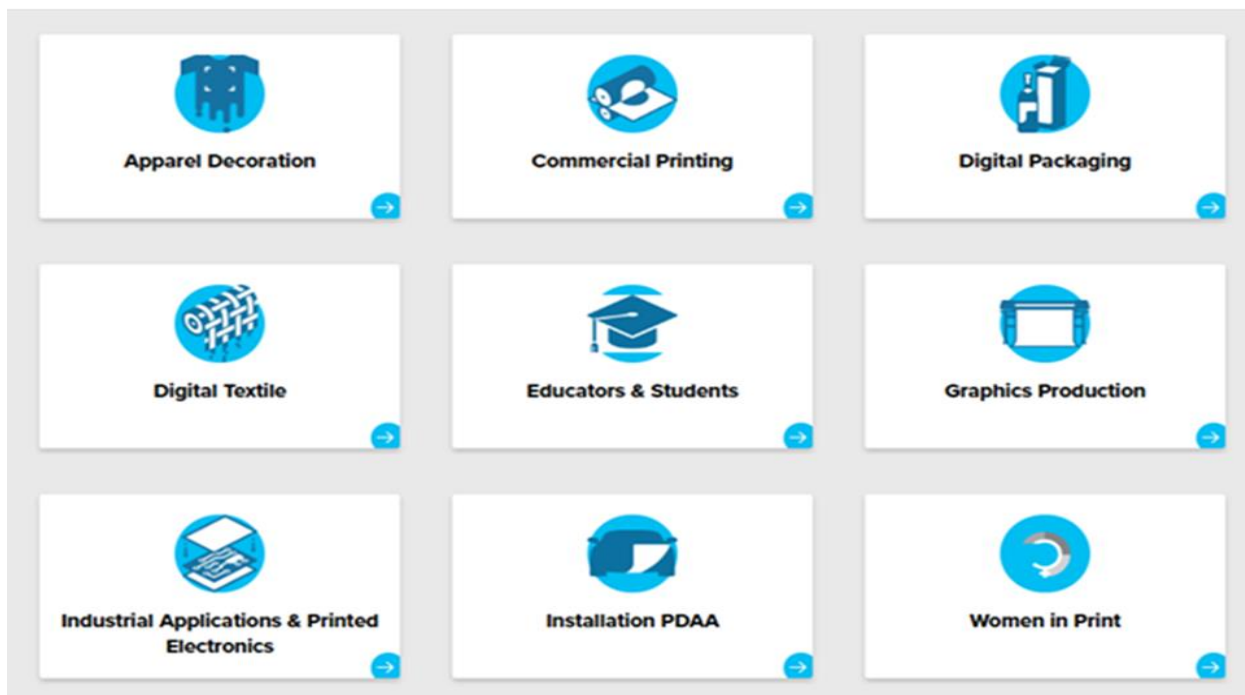 Apparel Decoration
Commercial Printing
Digital Packaging
Digital Textile
Educators & Students
Graphics Production
Industrial Applications & Printed
Electronics
Installation PDAA
Women in Print